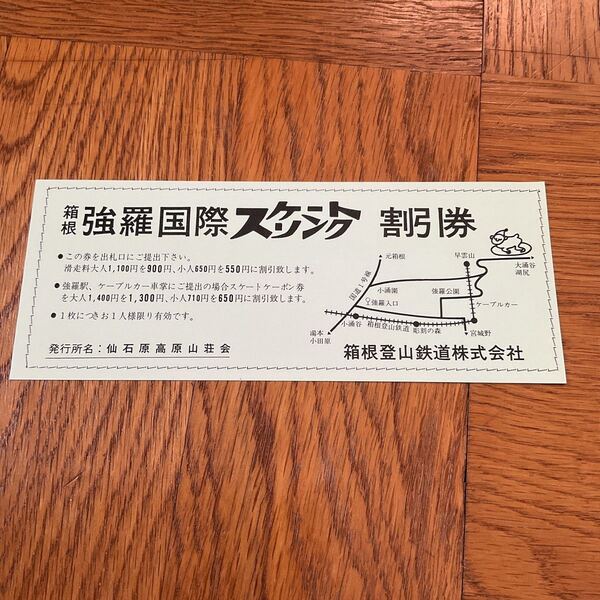 箱根 強羅国際スケートリンク 割引券
● この券を出札口にご提出下さい。
滑走料大人1,100円を900円、小人650円を550円に割引致します。
● 強羅駅、ケーブルカー車掌にご提出の場合スケートクーポン券
を大人1,400円を1,300円、小人710円を650円に割引致します。
● 1枚につきお1人様限り有効です。
発行所名：仙石原高原山荘会
元箱根
早雲山
大涌谷
湖尻
国道1号線
小涌園
強羅公園
強羅入口
ケーブルカー
小涌谷
箱根登山鉄道
彫刻の森
湯本
小田原
宮城野
箱根登山鉄道株式会社